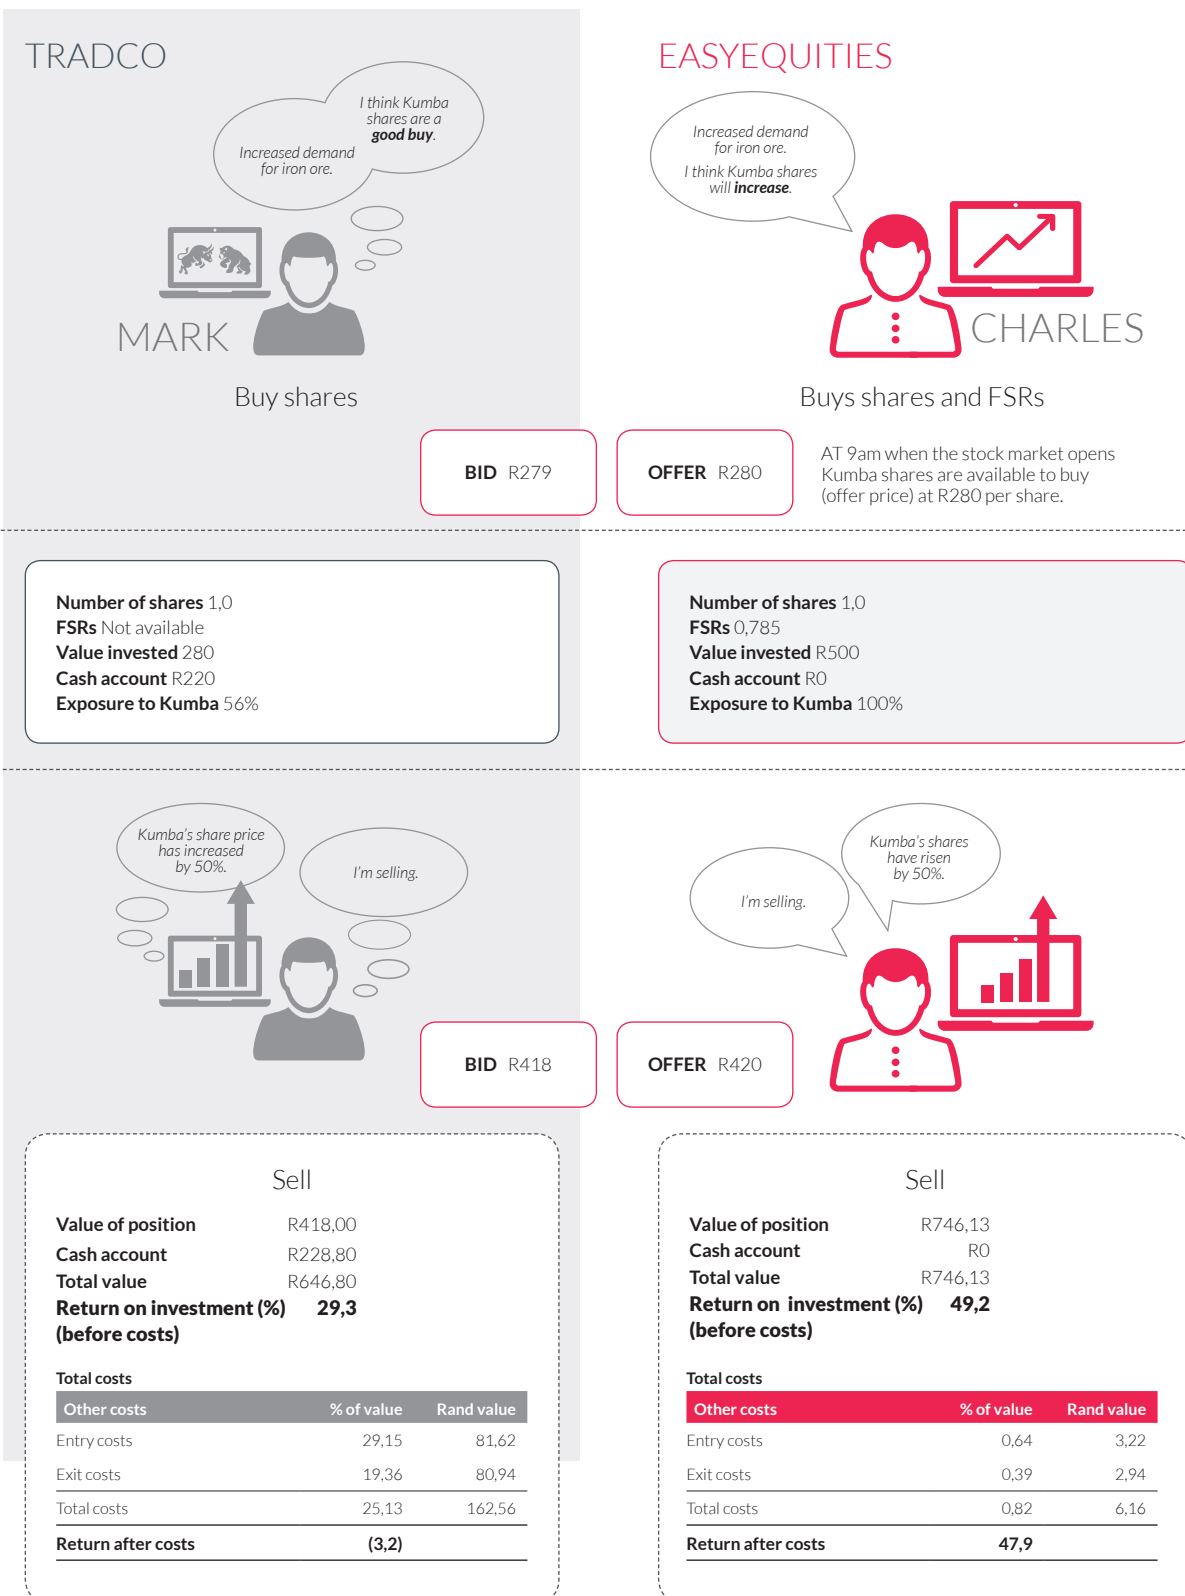 TRADCO
I think Kumba
shares are a
good buy.
Increased demand
for iron ore.
MARK
Buy shares
EASYEQUITIES
Increased demand
for iron ore.
I think Kumba shares
will increase.
CHARLES
Buys shares and FSRs
BID R279
OFFER R280
AT 9am when the stock market opens
Kumba shares are available to buy
(offer price) at R280 per share.
Number of shares 1,0
FSRs Not available
Value invested 280
Cash account R220
Exposure to Kumba 56%
Number of shares 1,0
FSRs 0,785
Value invested R500
Cash account R0
Exposure to Kumba 100%
Kumba's share price
has increased
by 50%.
I'm selling.
I'm selling.
Kumba's shares
have risen
by 50%.
BID R418
OFFER R420
Sell
Value of position R418,00
Cash account R228,80
Total value R646,80
Return on investment (%) 29,3
(before costs)
Total costs
Other costs % of value Rand value
Entry costs 29,15 81,62
Exit costs 19,36 80,94
Total costs 25,13 162,56
Return after costs (3,2)
Sell
Value of position R746,13
Cash account R0
Total value R746,13
Return on investment (%) 49,2
(before costs)
Total costs
Other costs % of value Rand value
Entry costs 0,64 3,22
Exit costs 0,39 2,94
Total costs 0,82 6,16
Return after costs 47,9